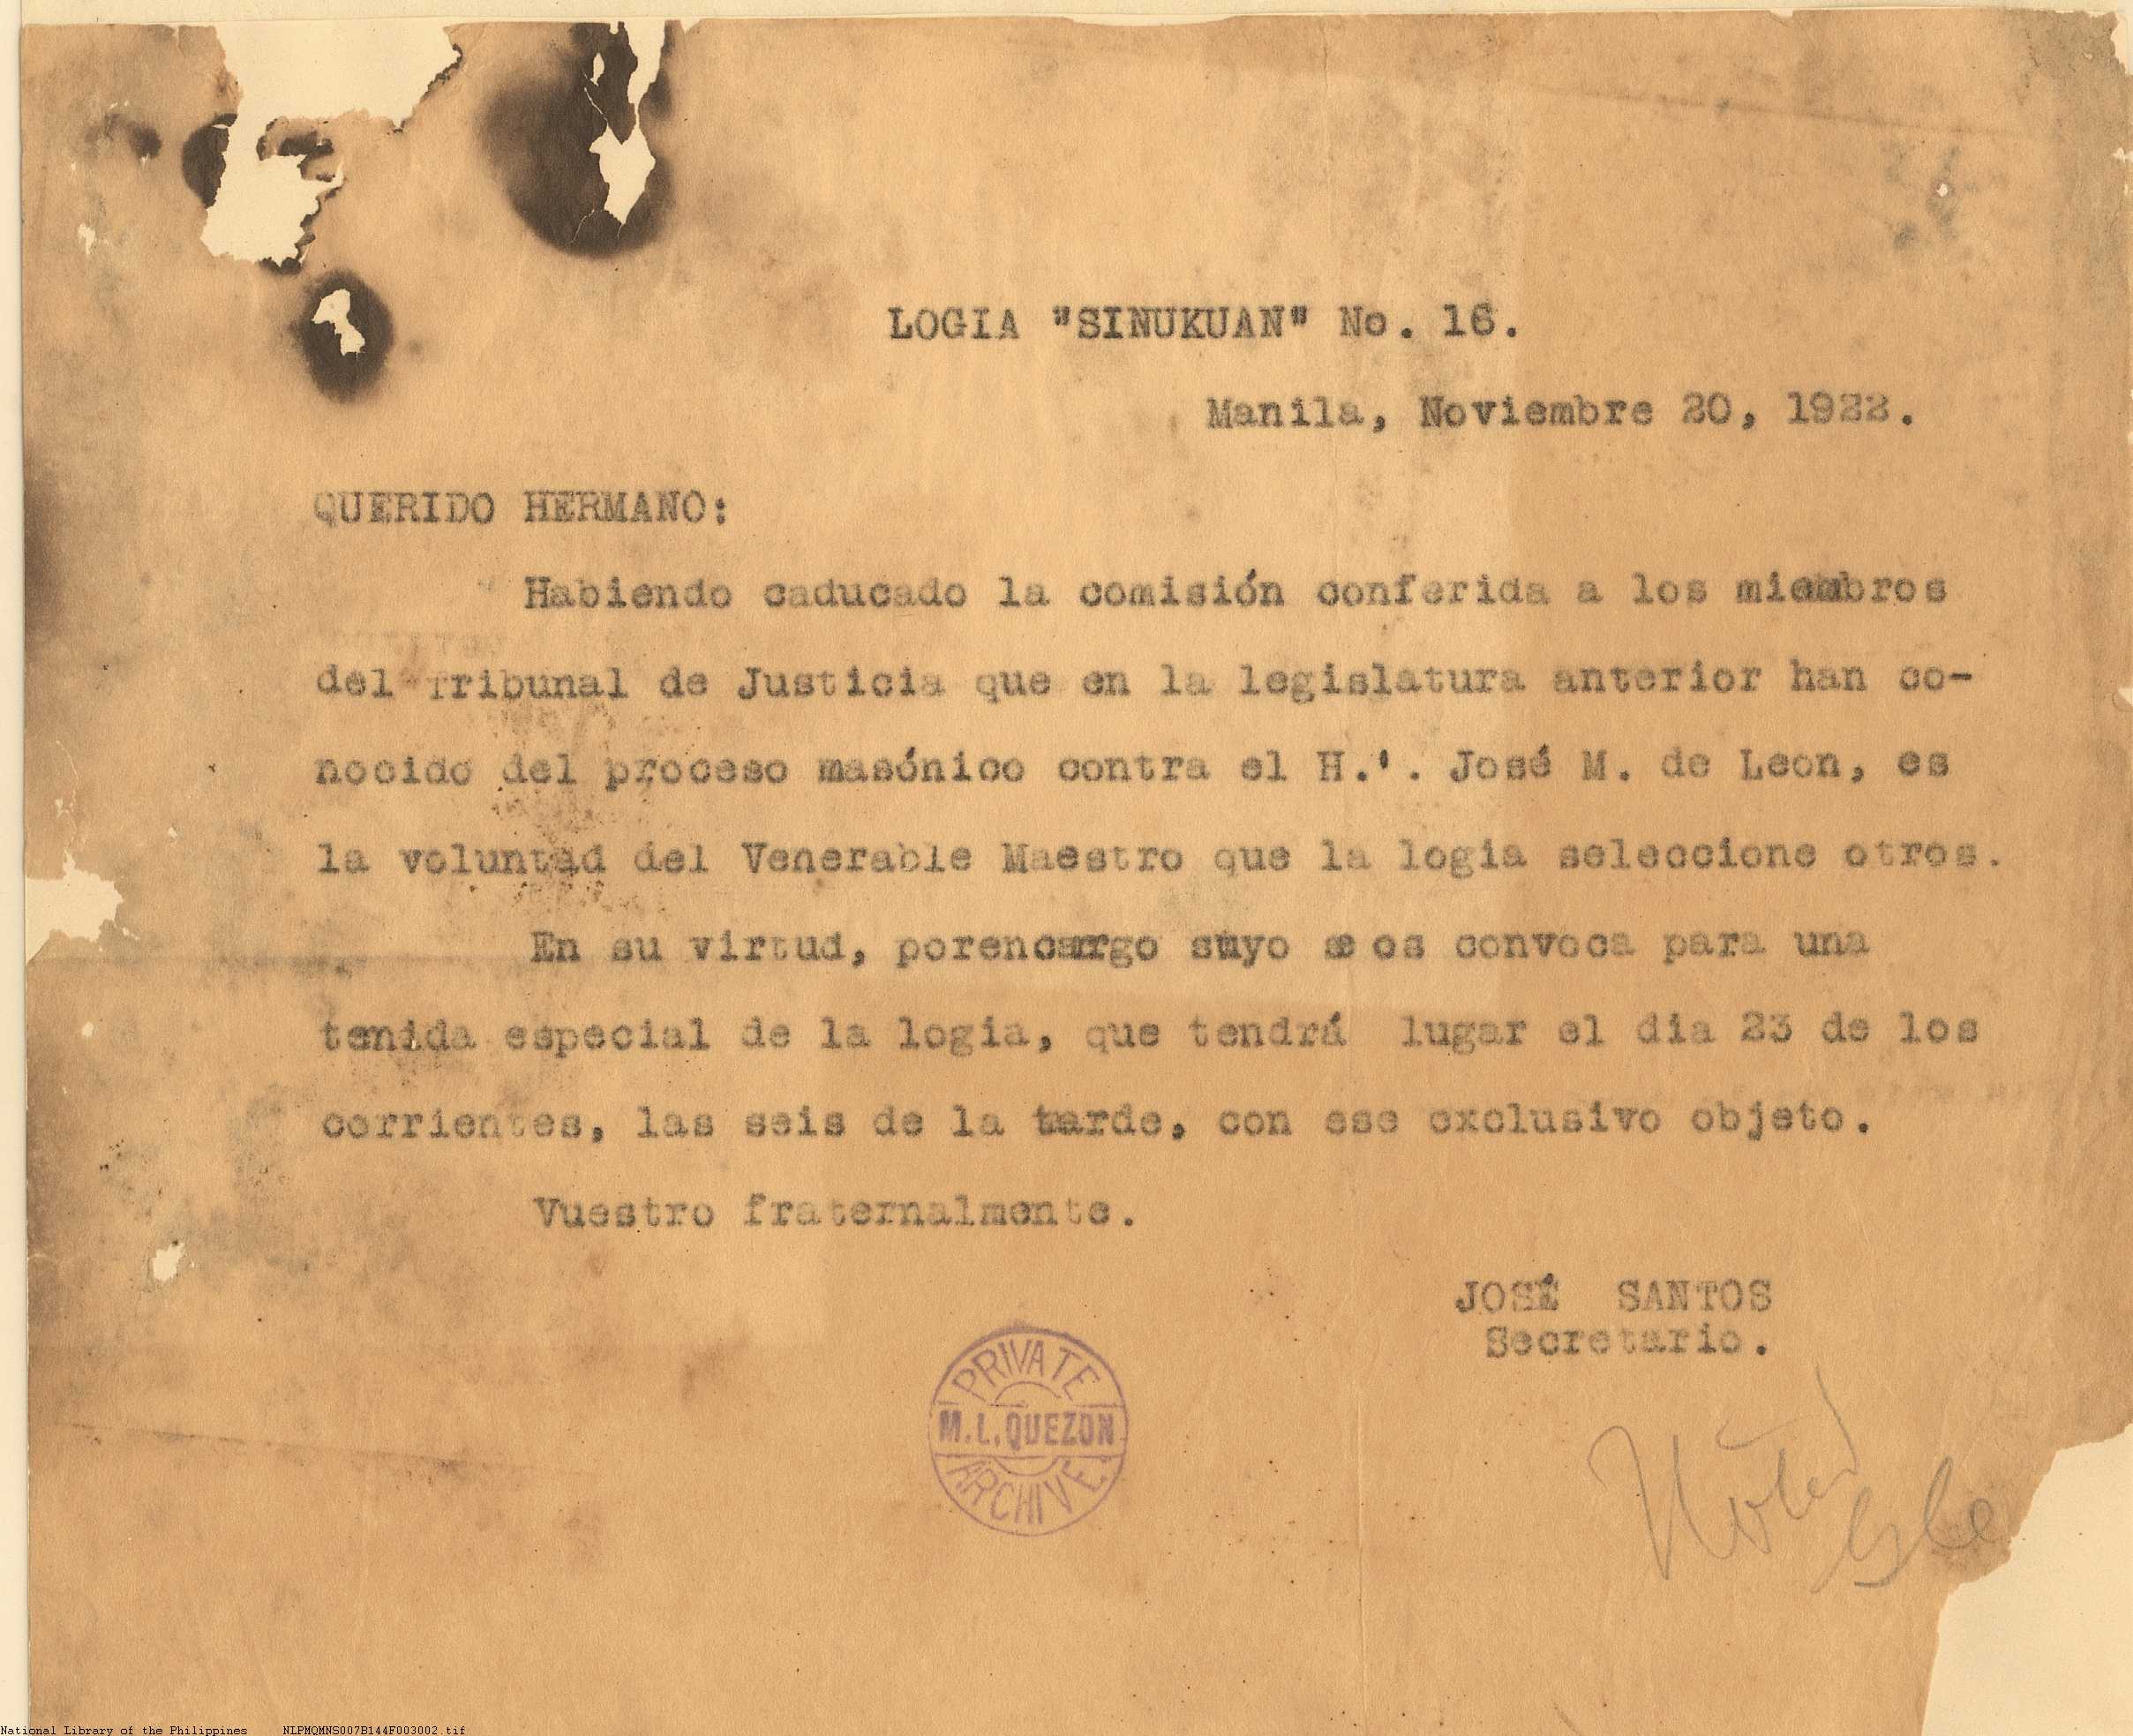 LOGIA "SINUKUAN" No. 16.
Manila, Noviembre 20, 1922.
QUERIDO HERMANO:
Habiendo caducado la comisión conferida a los miembros
del Tribunal de Justicia que en la legislatura anterior han co-
nocido del proceso masónico contra el H.'. José M. de Leon, es
la voluntad del Venerable Maestro que la logia seleccione otros.
En su virtud, porencargo suyo se os convoca para una
tenida especial de la logia, que tendrá lugar el dia 23 de los
corrientes, las seis de la tarde, con ese exclusivo objeto.
Vuestro fraternalmente.
JOSÉ SANTOS
Secretario.
PRIVATE
M.L.QUEZON
ARCHIVE
Noted
National Library of the Philippines NLPMQMNS007B144F003002.tif